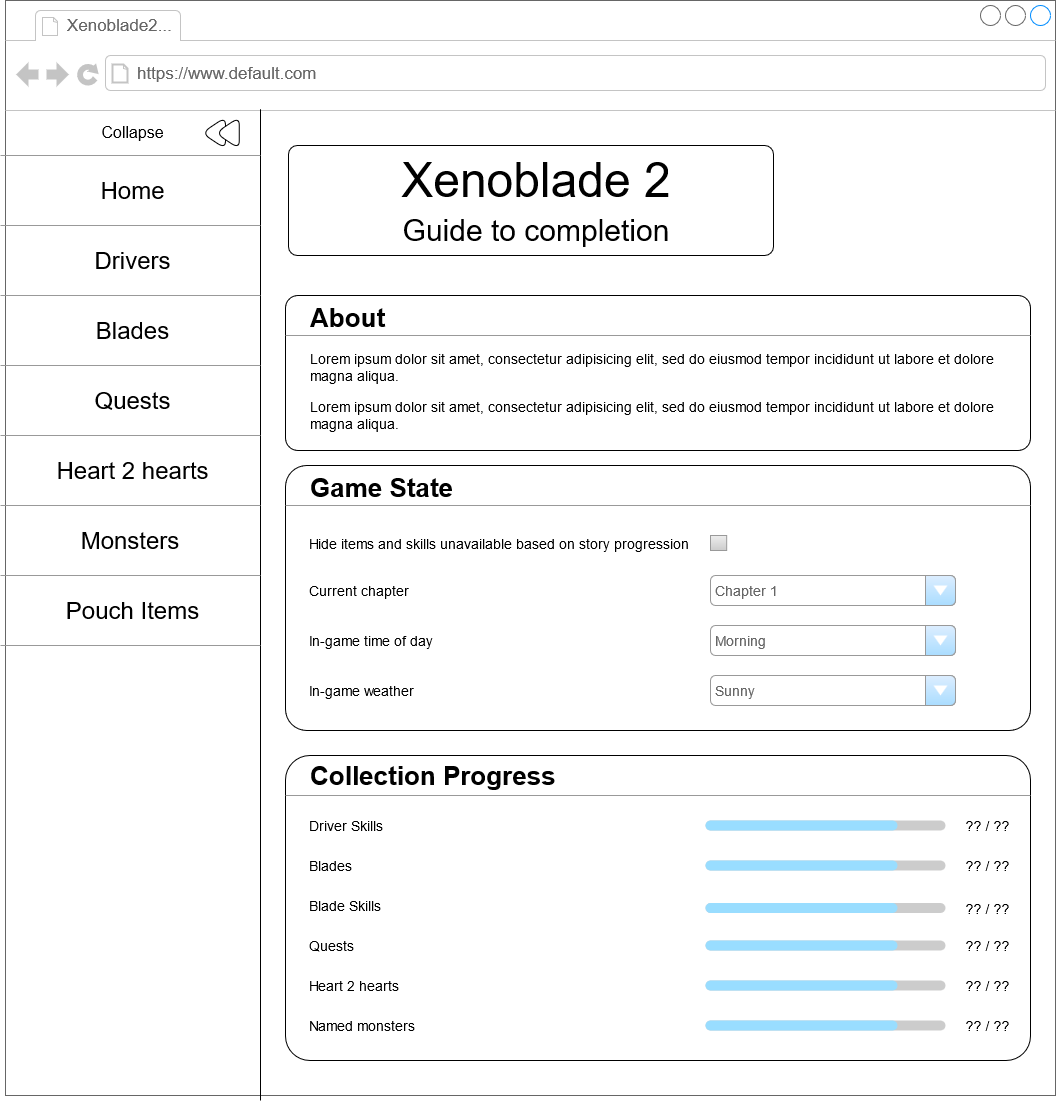 Xenoblade2...
https://www.default.com
Collapse
Home
Drivers
Blades
Quests
Heart 2 hearts
Monsters
Pouch Items
Xenoblade 2
Guide to completion
About
Lorem ipsum dolor sit amet, consectetur adipisicing elit, sed do eiusmod tempor incididunt ut labore et dolore
magna aliqua.
Lorem ipsum dolor sit amet, consectetur adipisicing elit, sed do eiusmod tempor incididunt ut labore et dolore
magna aliqua.
Game State
Hide items and skills unavailable based on story progression
Current chapter Chapter 1
In-game time of day Morning
In-game weather Sunny
Collection Progress
Driver Skills ?? / ??
Blades ?? / ??
Blade Skills ?? / ??
Quests ?? / ??
Heart 2 hearts ?? / ??
Named monsters ?? / ??